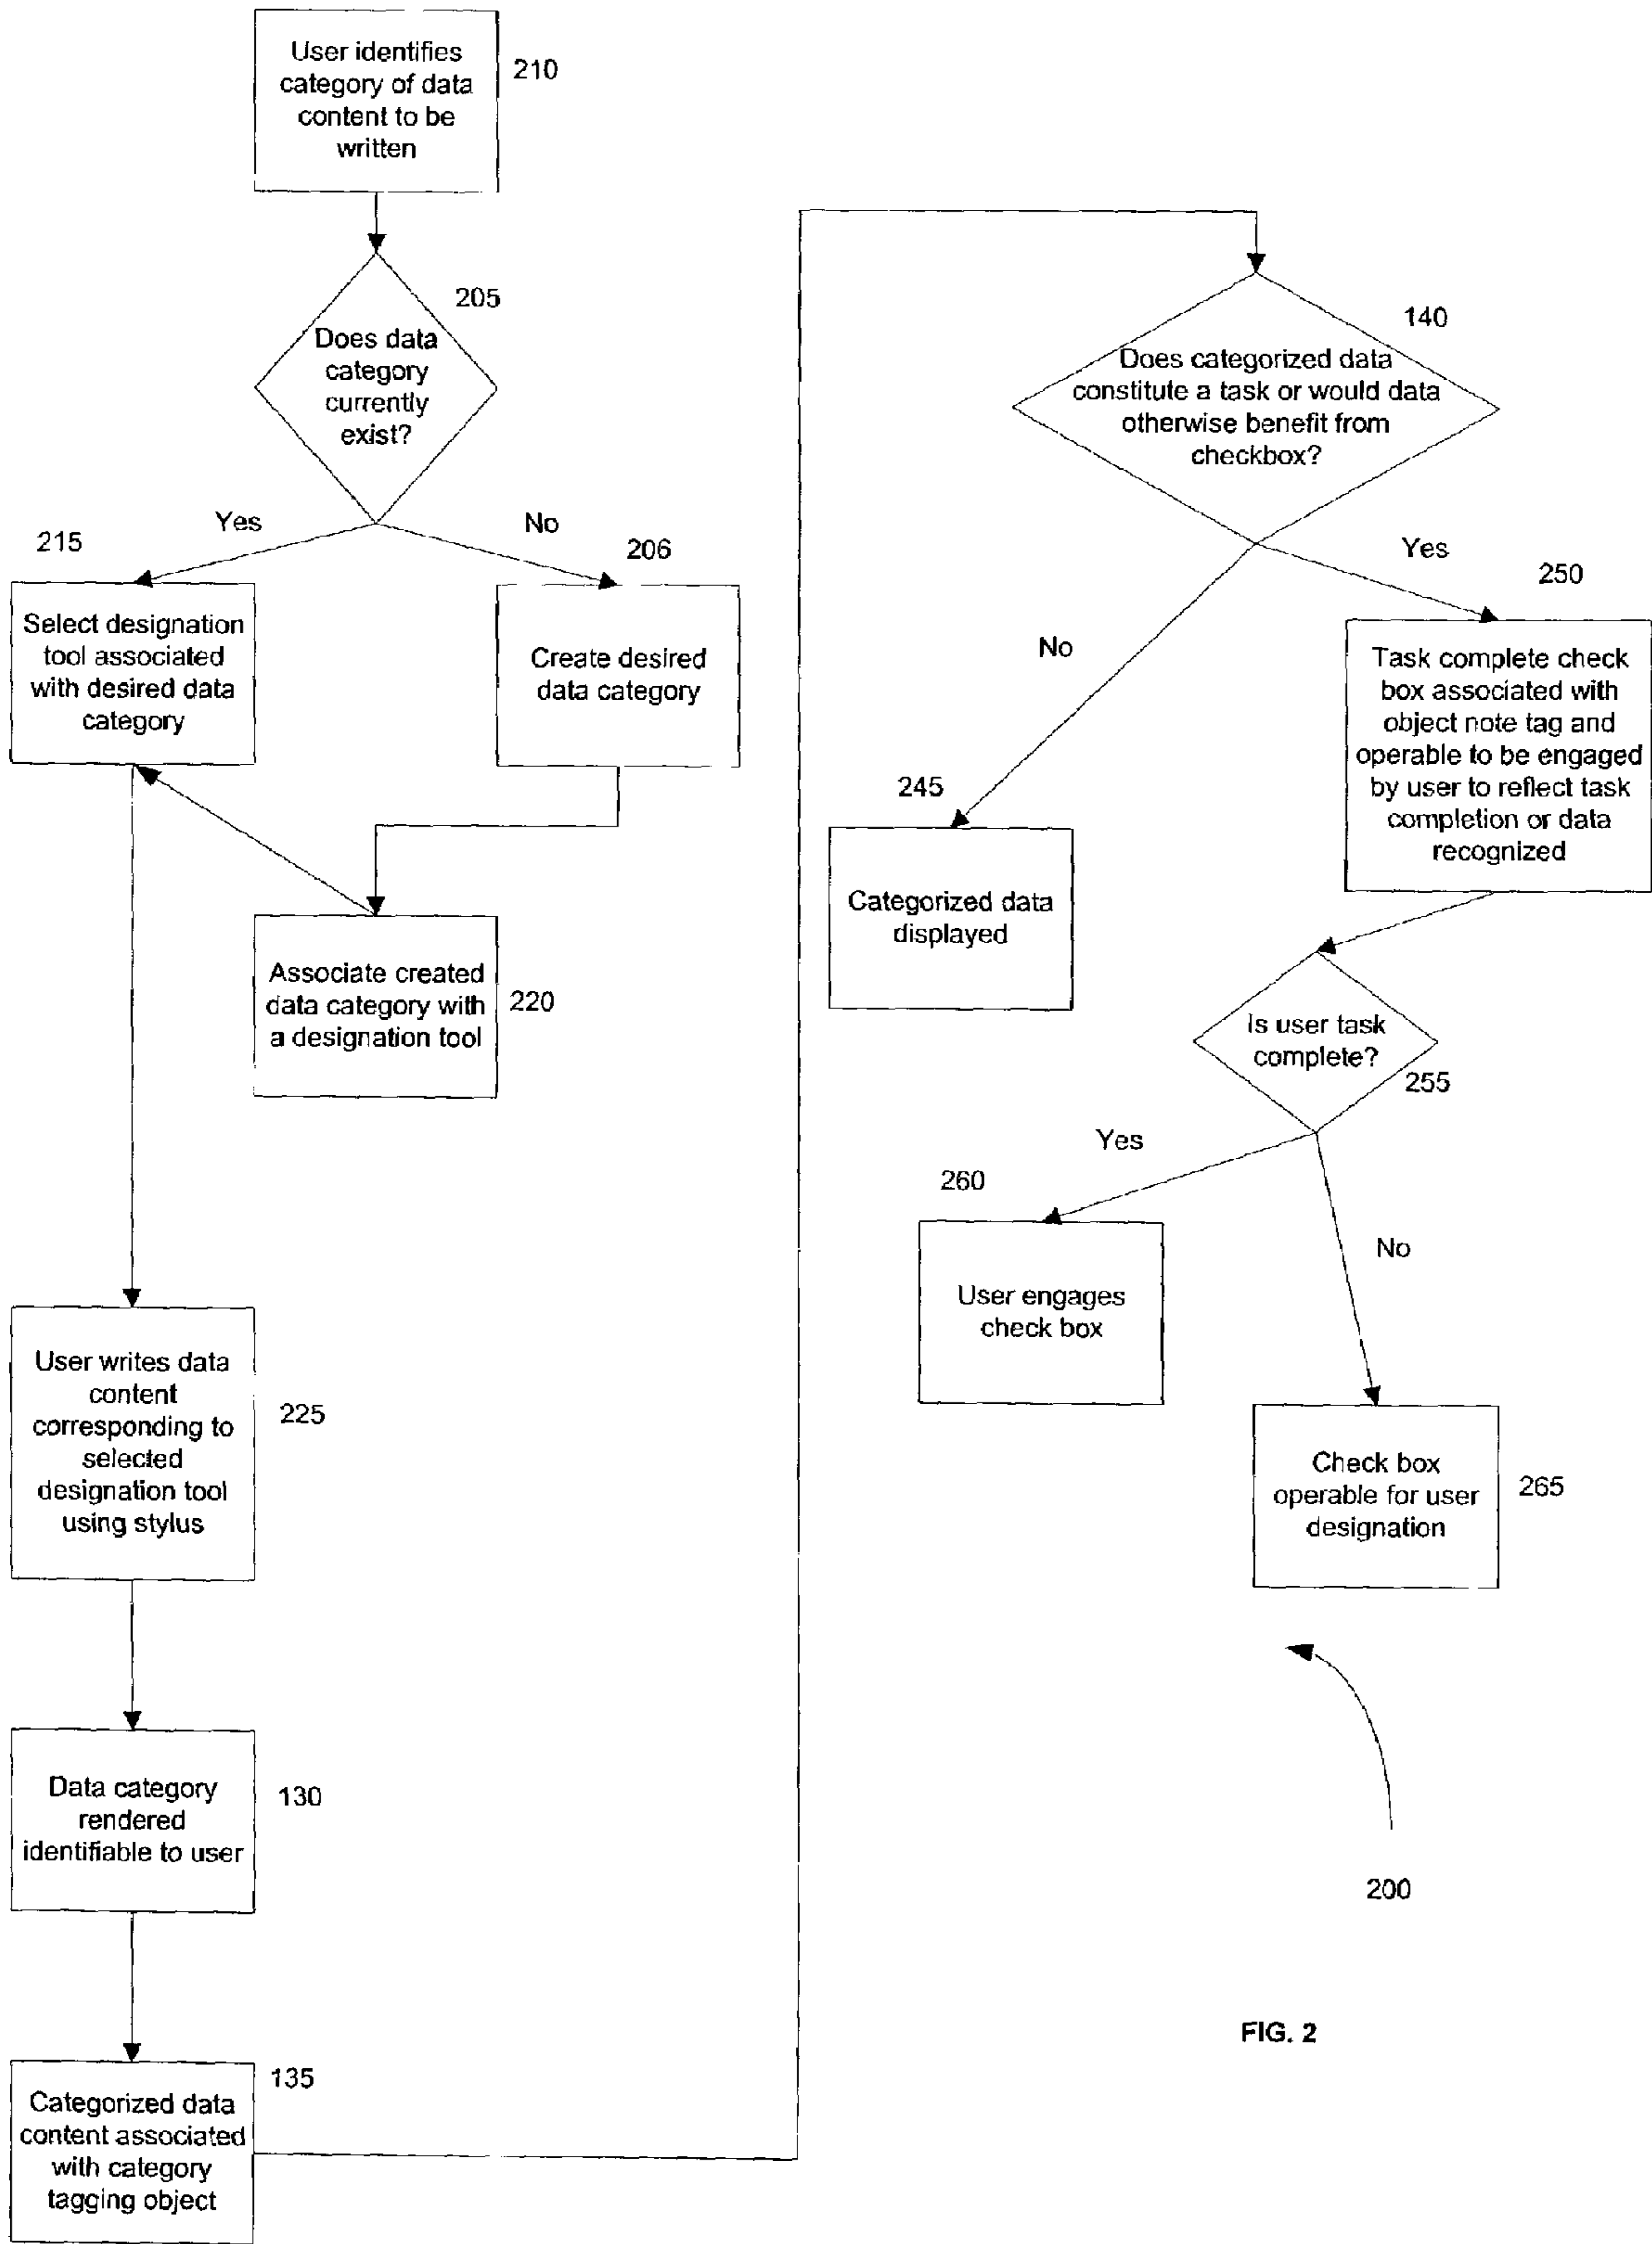 User identifies
category of data
content to be
written
210
205
Does data
category
currently
exist?
Yes
No
215
206
Select designation
tool associated
with desired data
category
Create desired
data category
Associate created
data category with
a designation tool
220
User writes data
content
corresponding to
selected
designation tool
using stylus
225
Data category
rendered
identifiable to user
130
135
Categorized data
content associated
with category
tagging object
140
Does categorized data
constitute a task or would data
otherwise benefit from
checkbox?
Yes
No
250
Task complete check
box associated with
object note tag and
operable to be engaged
by user to reflect task
completion or data
recognized
245
Categorized data
displayed
Is user task
complete?
255
Yes
No
260
User engages
check box
Check box
operable for user
designation
265
200
FIG. 2